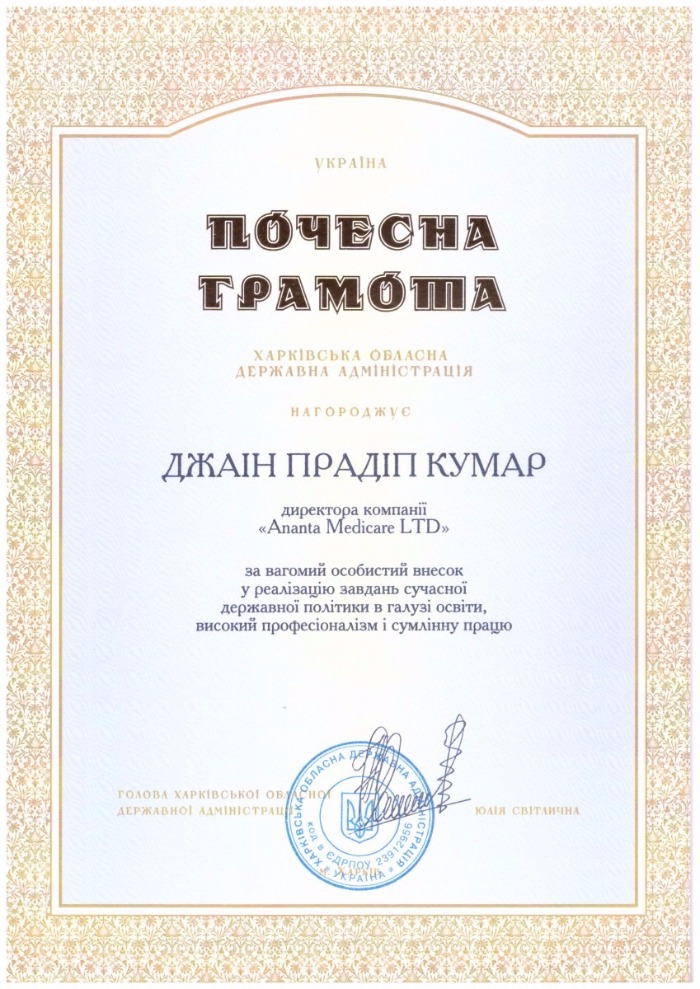 УКРАЇНА
ПОЧЕСНА
ГРАМОТА
ХАРКІВСЬКА ОБЛАСНА
ДЕРЖАВНА АДМІНІСТРАЦІЯ
НАГОРОДЖУЄ
ДЖАІН ПРАДІП КУМАР
директора компанії
«Ananta Medicare LTD»
за вагомий особистий внесок
у реалізацію завдань сучасної
державної політики в галузі освіти,
високий професіоналізм і сумлінну працю
ГОЛОВА ХАРКІВСЬКОЇ ОБЛАСНОЇ
ДЕРЖАВНОЇ АДМІНІСТРАЦІЇ
ЮЛІЯ СВІТЛИЧНА
ХАРКІВСЬКА ОБЛАСНА ДЕРЖАВНА АДМІНІСТРАЦІЯ
КОД В ЄДРПОУ 23912956
* УКРАЇНА *
м. ХАРКІВ